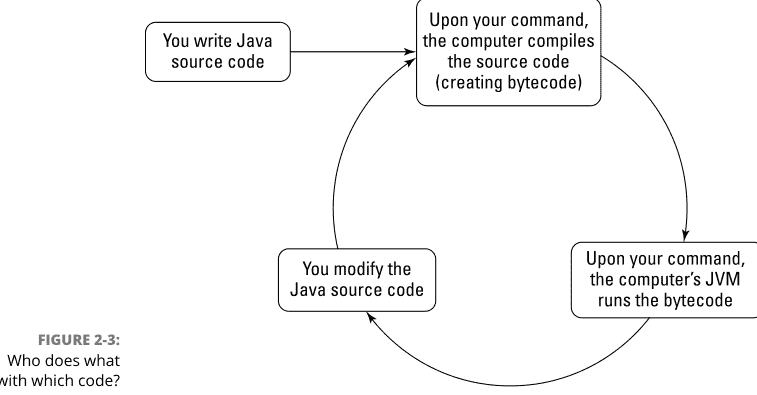 You write Java
source code
Upon your command,
the computer compiles
the source code
(creating bytecode)
Upon your command,
the computer's JVM
runs the bytecode
You modify the
Java source code
FIGURE 2-3:
Who does what
with which code?